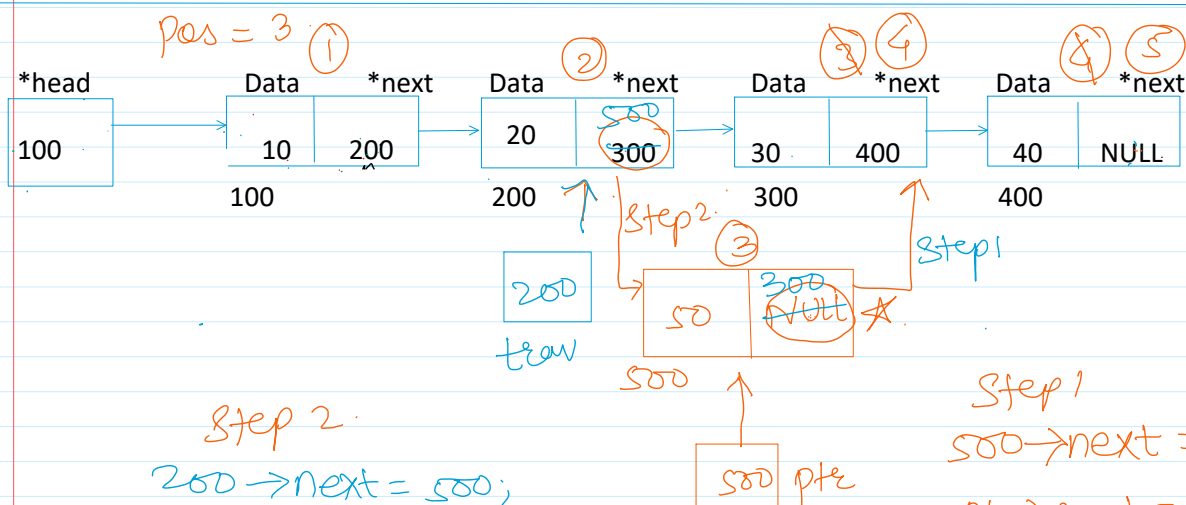 pos = 3 ① ② 3 ④ 4 ⑤
*head Data *next Data *next Data *next Data *next
500
100 10 200 20 300 30 400 40 NULL
100 200 300 400
Step 2. ③ Step 1
200 50 300
NULL
trav
500
Step 2. Step 1
500→next =
200→next = 500; 500 ptr